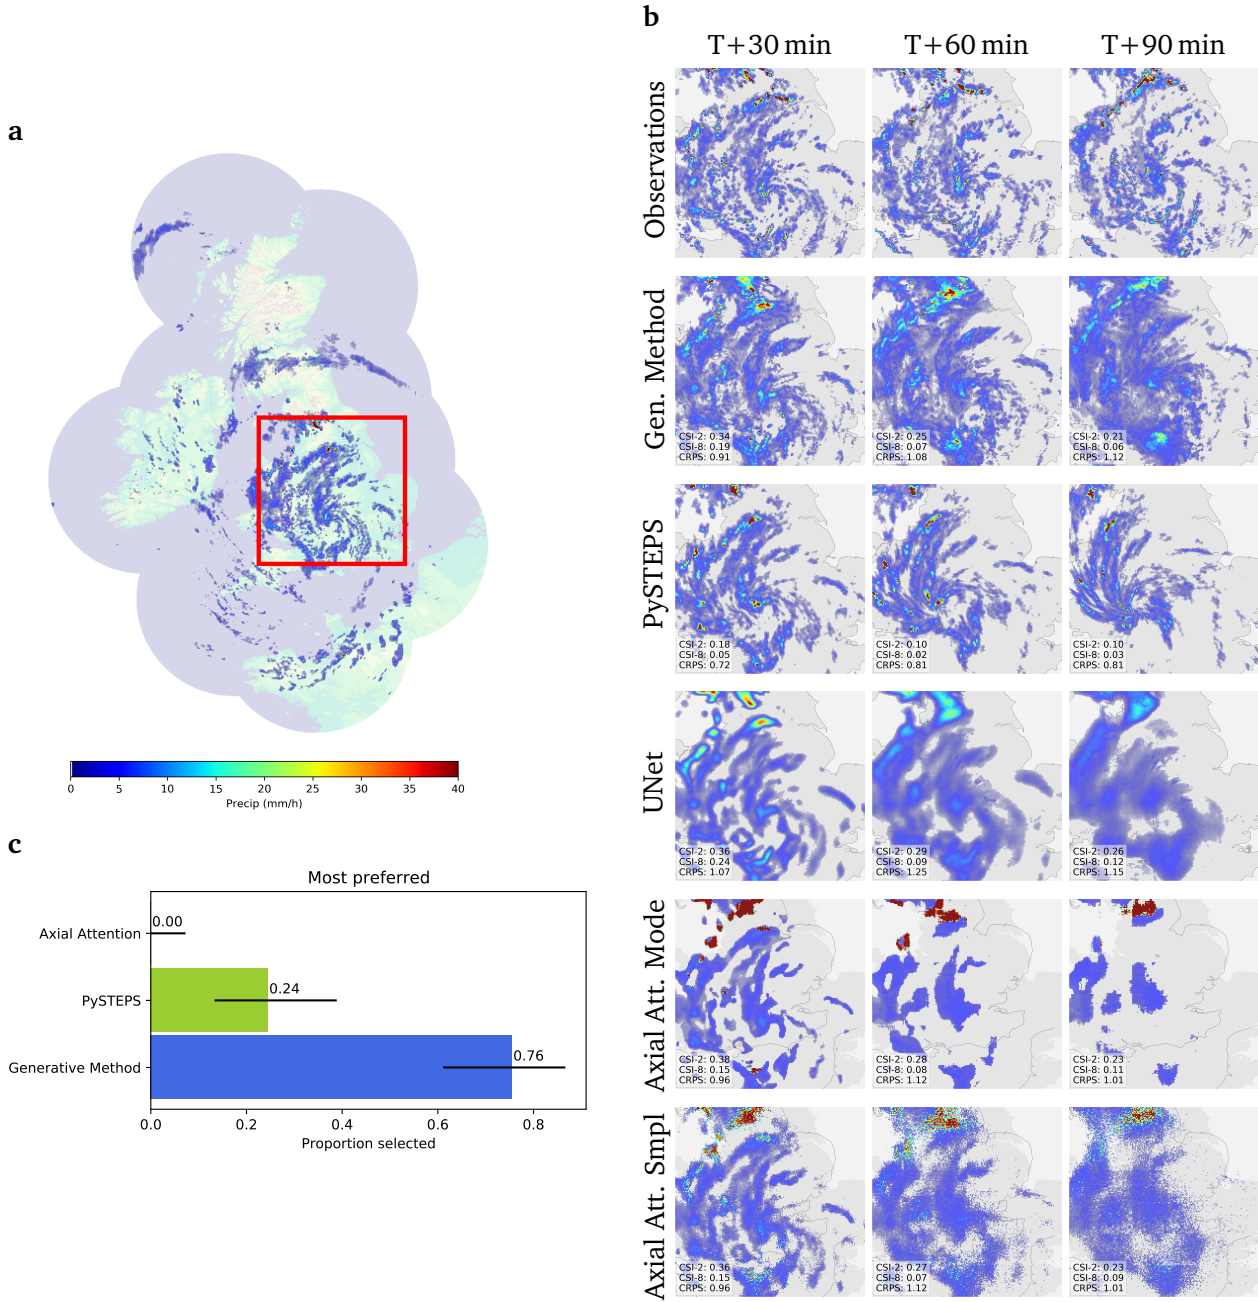 a
Precip (mm/h)
0 5 10 15 20 25 30 35 40
b
T+30 min T+60 min T+90 min
Observations
Gen. Method
CSI-2: 0.34
CSI-8: 0.19
CRPS: 0.91
CSI-2: 0.25
CSI-8: 0.07
CRPS: 1.08
CSI-2: 0.21
CSI-8: 0.06
CRPS: 1.12
PySTEPS
CSI-2: 0.18
CSI-8: 0.05
CRPS: 0.72
CSI-2: 0.10
CSI-8: 0.02
CRPS: 0.81
CSI-2: 0.10
CSI-8: 0.03
CRPS: 0.81
UNet
CSI-2: 0.36
CSI-8: 0.24
CRPS: 1.07
CSI-2: 0.29
CSI-8: 0.09
CRPS: 1.25
CSI-2: 0.26
CSI-8: 0.12
CRPS: 1.15
Axial Att. Mode
CSI-2: 0.38
CSI-8: 0.15
CRPS: 0.96
CSI-2: 0.28
CSI-8: 0.08
CRPS: 1.12
CSI-2: 0.23
CSI-8: 0.11
CRPS: 1.01
Axial Att. Smpl
CSI-2: 0.36
CSI-8: 0.15
CRPS: 0.96
CSI-2: 0.27
CSI-8: 0.07
CRPS: 1.12
CSI-2: 0.23
CSI-8: 0.09
CRPS: 1.01
c
Most preferred
Axial Attention 0.00
PySTEPS 0.24
Generative Method 0.76
0.0 0.2 0.4 0.6 0.8
Proportion selected